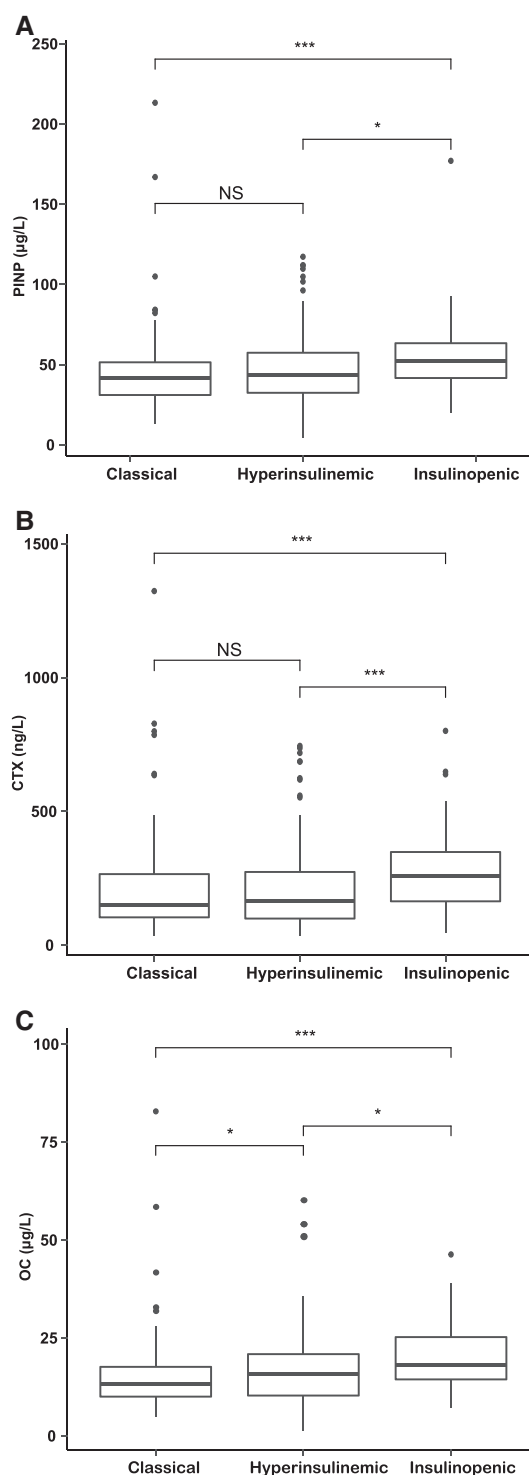 A
250
200
150
100
50
0
PINP (µg/L)
***
*
NS
Classical Hyperinsulinemic Insulinopenic
B
1500
1000
500
0
CTX (ng/L)
***
NS
***
Classical Hyperinsulinemic Insulinopenic
C
100
75
50
25
0
OC (µg/L)
***
*
*
Classical Hyperinsulinemic Insulinopenic